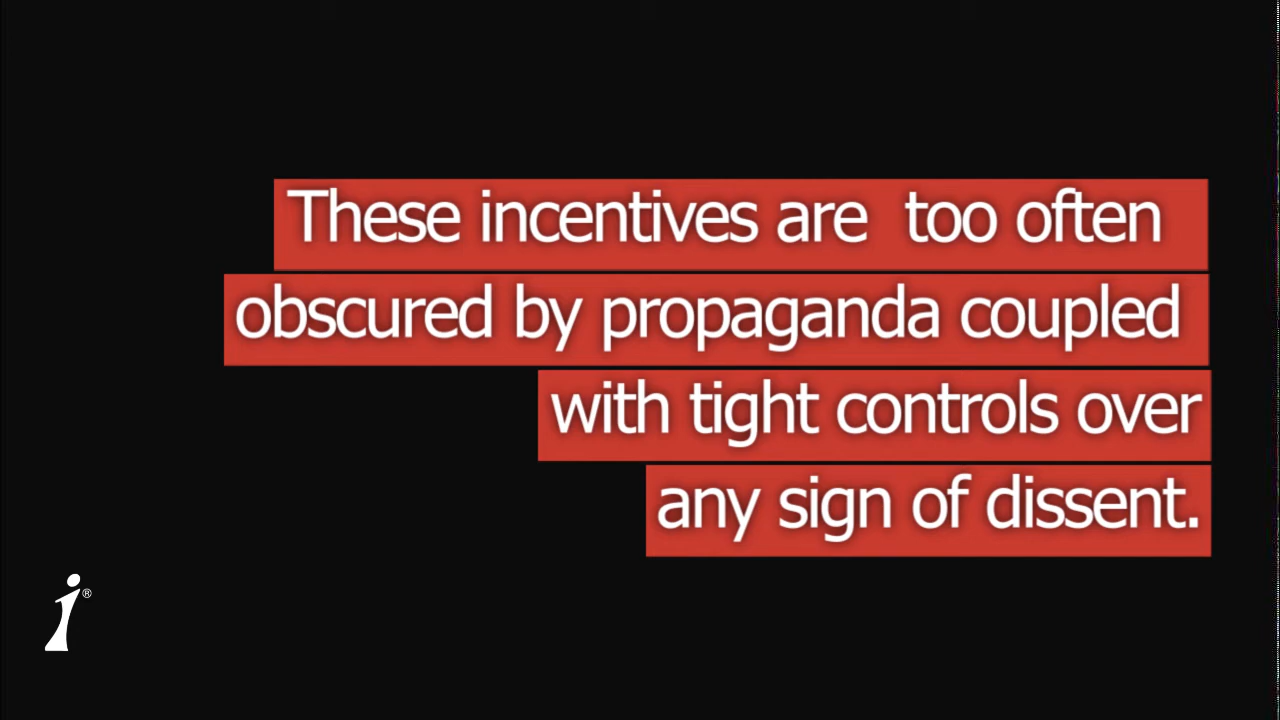 These incentives are  too often
obscured by propaganda coupled
with tight controls over
any sign of dissent.
i®